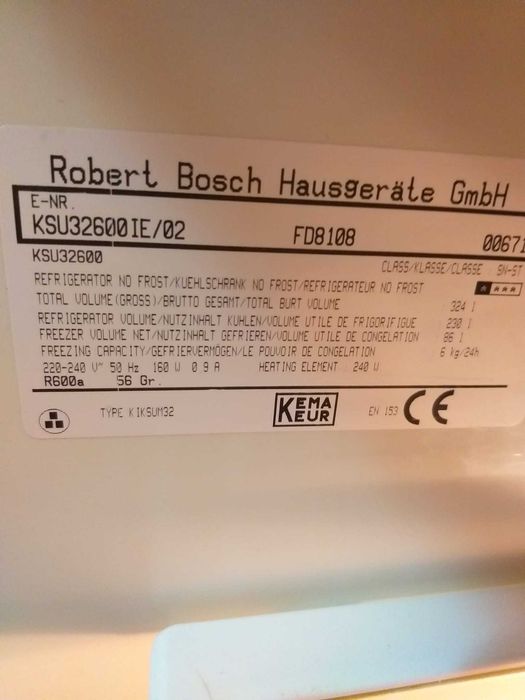 Robert Bosch Hausgeräte GmbH
E-NR.
KSU32600IE/02 FD8108 00671
KSU32600
CLASS/KLASSE/CLASSE : SN-ST
REFRIGERATOR NO FROST/KUEHLSCHRANK NO FROST/REFRIGERATEUR NO FROST
TOTAL VOLUME(GROSS)/BRUTTO GESAMT/TOTAL BURT VOLUME 324 l
REFRIGERATOR VOLUME/NUTZINHALT KUHLEN/VOLUME UTILE DE FRIGORIFIGUE 230 l
FREEZER VOLUME NET/NUTZINHALT GEFRIEREN/VOLUME UTILE DE CONGELATION 86 l
FREEZING CAPACITY/GEFRIERVERMÖGEN/LE POUVOIR DE CONGELATION 6 kg/24h
220-240 V~ 50 Hz 160 W 0 9 A HEATING ELEMENT : 240 W
R600a 56 Gr.
TYPE KIKSUM32 KEMA KEUR EN 153 CE